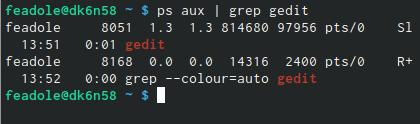 feadole@dk6n58 ~ $ ps aux | grep gedit
feadole     8051  1.3  1.3 814680 97956 pts/0    Sl
  13:51   0:01 gedit
feadole     8168  0.0  0.0  14316  2400 pts/0    R+
  13:52   0:00 grep --colour=auto gedit
feadole@dk6n58 ~ $